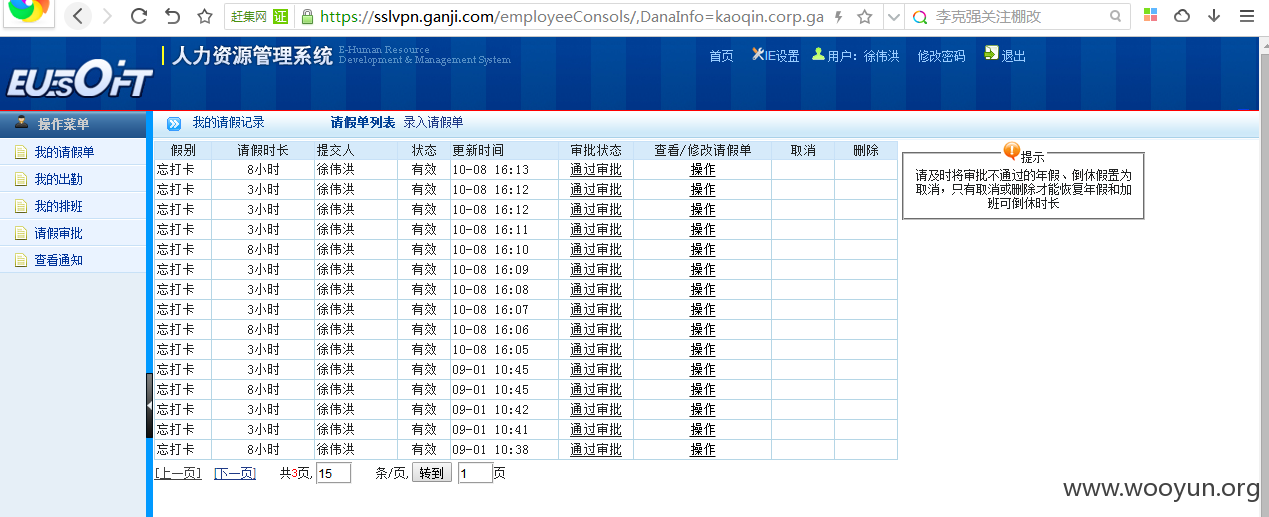 赶集网 证 https://sslvpn.ganji.com/employeeConsols/,DanaInfo=kaoqin.corp.ga 李克强关注棚改
EUSOFT 人力资源管理系统 E-Human Resource
Development & Management System
首页 IE设置 用户：徐伟洪 修改密码 退出
操作菜单
我的请假单
我的出勤
我的排班
请假审批
查看通知
我的请假记录 请假单列表 录入请假单
假别 请假时长 提交人 状态 更新时间 审批状态 查看/修改请假单 取消 删除
忘打卡 8小时 徐伟洪 有效 10-08 16:13 通过审批 操作
忘打卡 3小时 徐伟洪 有效 10-08 16:12 通过审批 操作
忘打卡 3小时 徐伟洪 有效 10-08 16:12 通过审批 操作
忘打卡 3小时 徐伟洪 有效 10-08 16:11 通过审批 操作
忘打卡 8小时 徐伟洪 有效 10-08 16:10 通过审批 操作
忘打卡 3小时 徐伟洪 有效 10-08 16:09 通过审批 操作
忘打卡 3小时 徐伟洪 有效 10-08 16:08 通过审批 操作
忘打卡 3小时 徐伟洪 有效 10-08 16:07 通过审批 操作
忘打卡 8小时 徐伟洪 有效 10-08 16:06 通过审批 操作
忘打卡 3小时 徐伟洪 有效 10-08 16:05 通过审批 操作
忘打卡 3小时 徐伟洪 有效 09-01 10:45 通过审批 操作
忘打卡 8小时 徐伟洪 有效 09-01 10:45 通过审批 操作
忘打卡 3小时 徐伟洪 有效 09-01 10:42 通过审批 操作
忘打卡 3小时 徐伟洪 有效 09-01 10:41 通过审批 操作
忘打卡 8小时 徐伟洪 有效 09-01 10:38 通过审批 操作
[上一页] [下一页] 共3页, 15 条/页, 转到 1 页
提示
请及时将审批不通过的年假、倒休假置为
取消，只有取消或删除才能恢复年假和加
班可倒休时长
www.wooyun.org